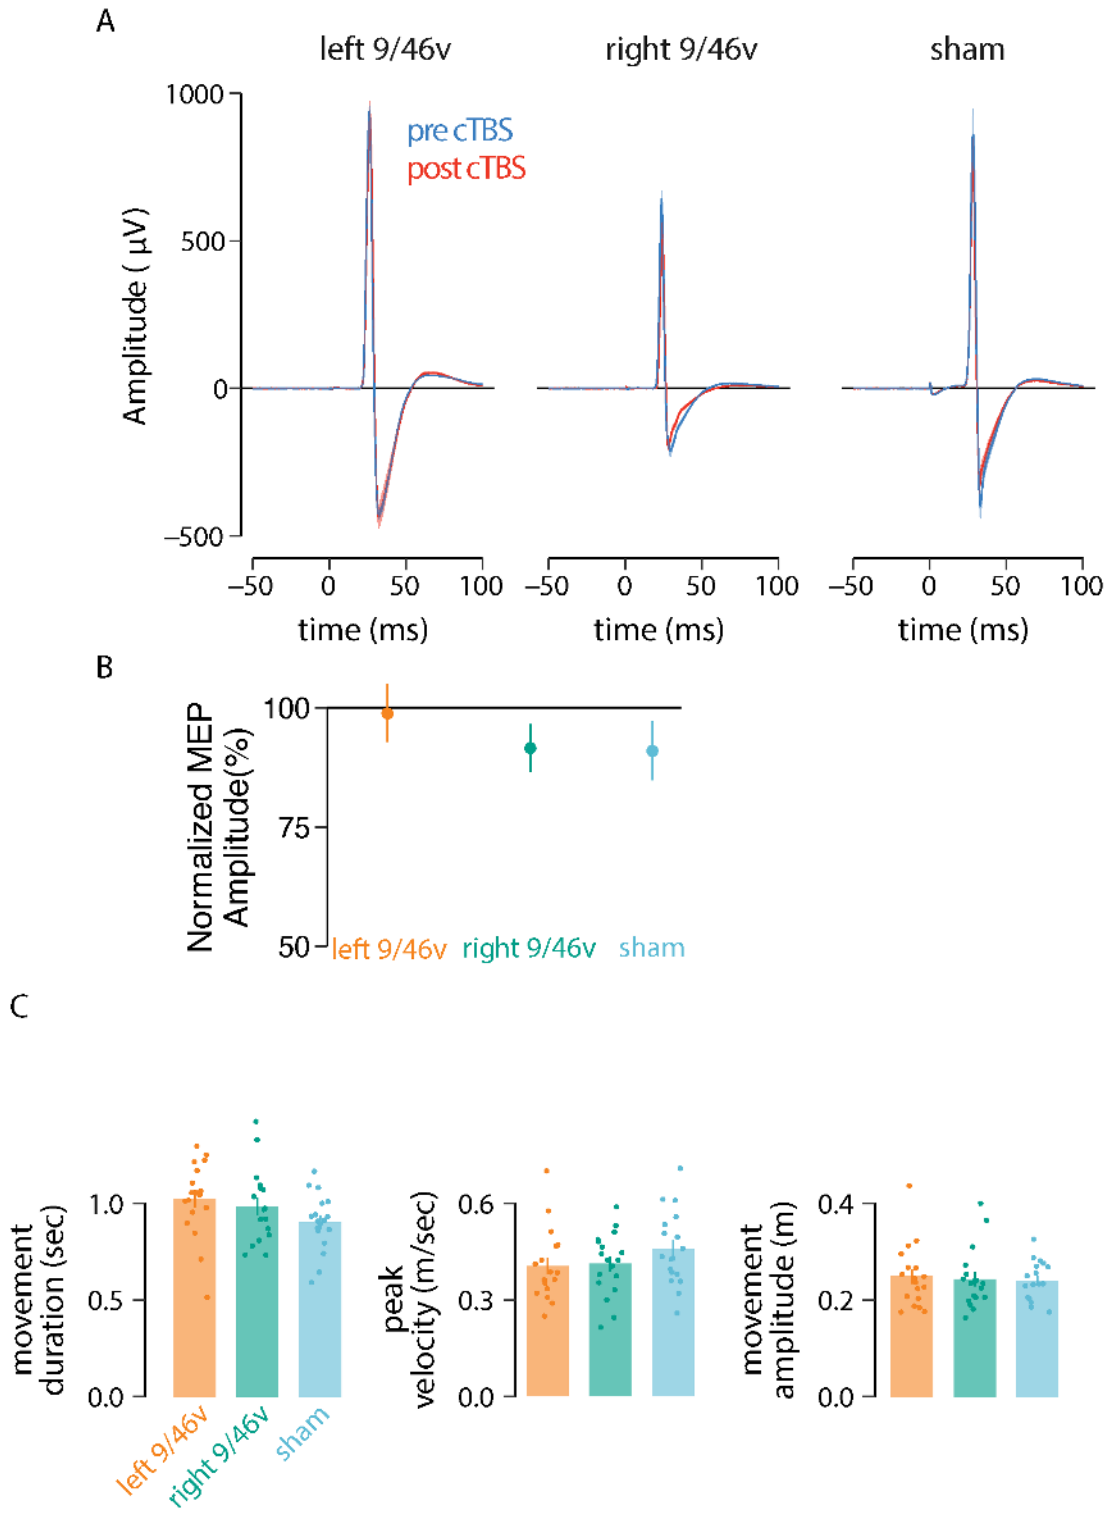 A
left 9/46v
right 9/46v
sham
pre cTBS
post cTBS
Amplitude ( µV)
1000
500
0
−500
−50 0 50 100
−50 0 50 100
−50 0 50 100
time (ms)
time (ms)
time (ms)
B
Normalized MEP
Amplitude(%)
100
75
50
left 9/46v
right 9/46v
sham
C
movement
duration (sec)
1.0
0.5
0.0
left 9/46v
right 9/46v
sham
peak
velocity (m/sec)
0.6
0.3
0.0
movement
amplitude (m)
0.4
0.2
0.0